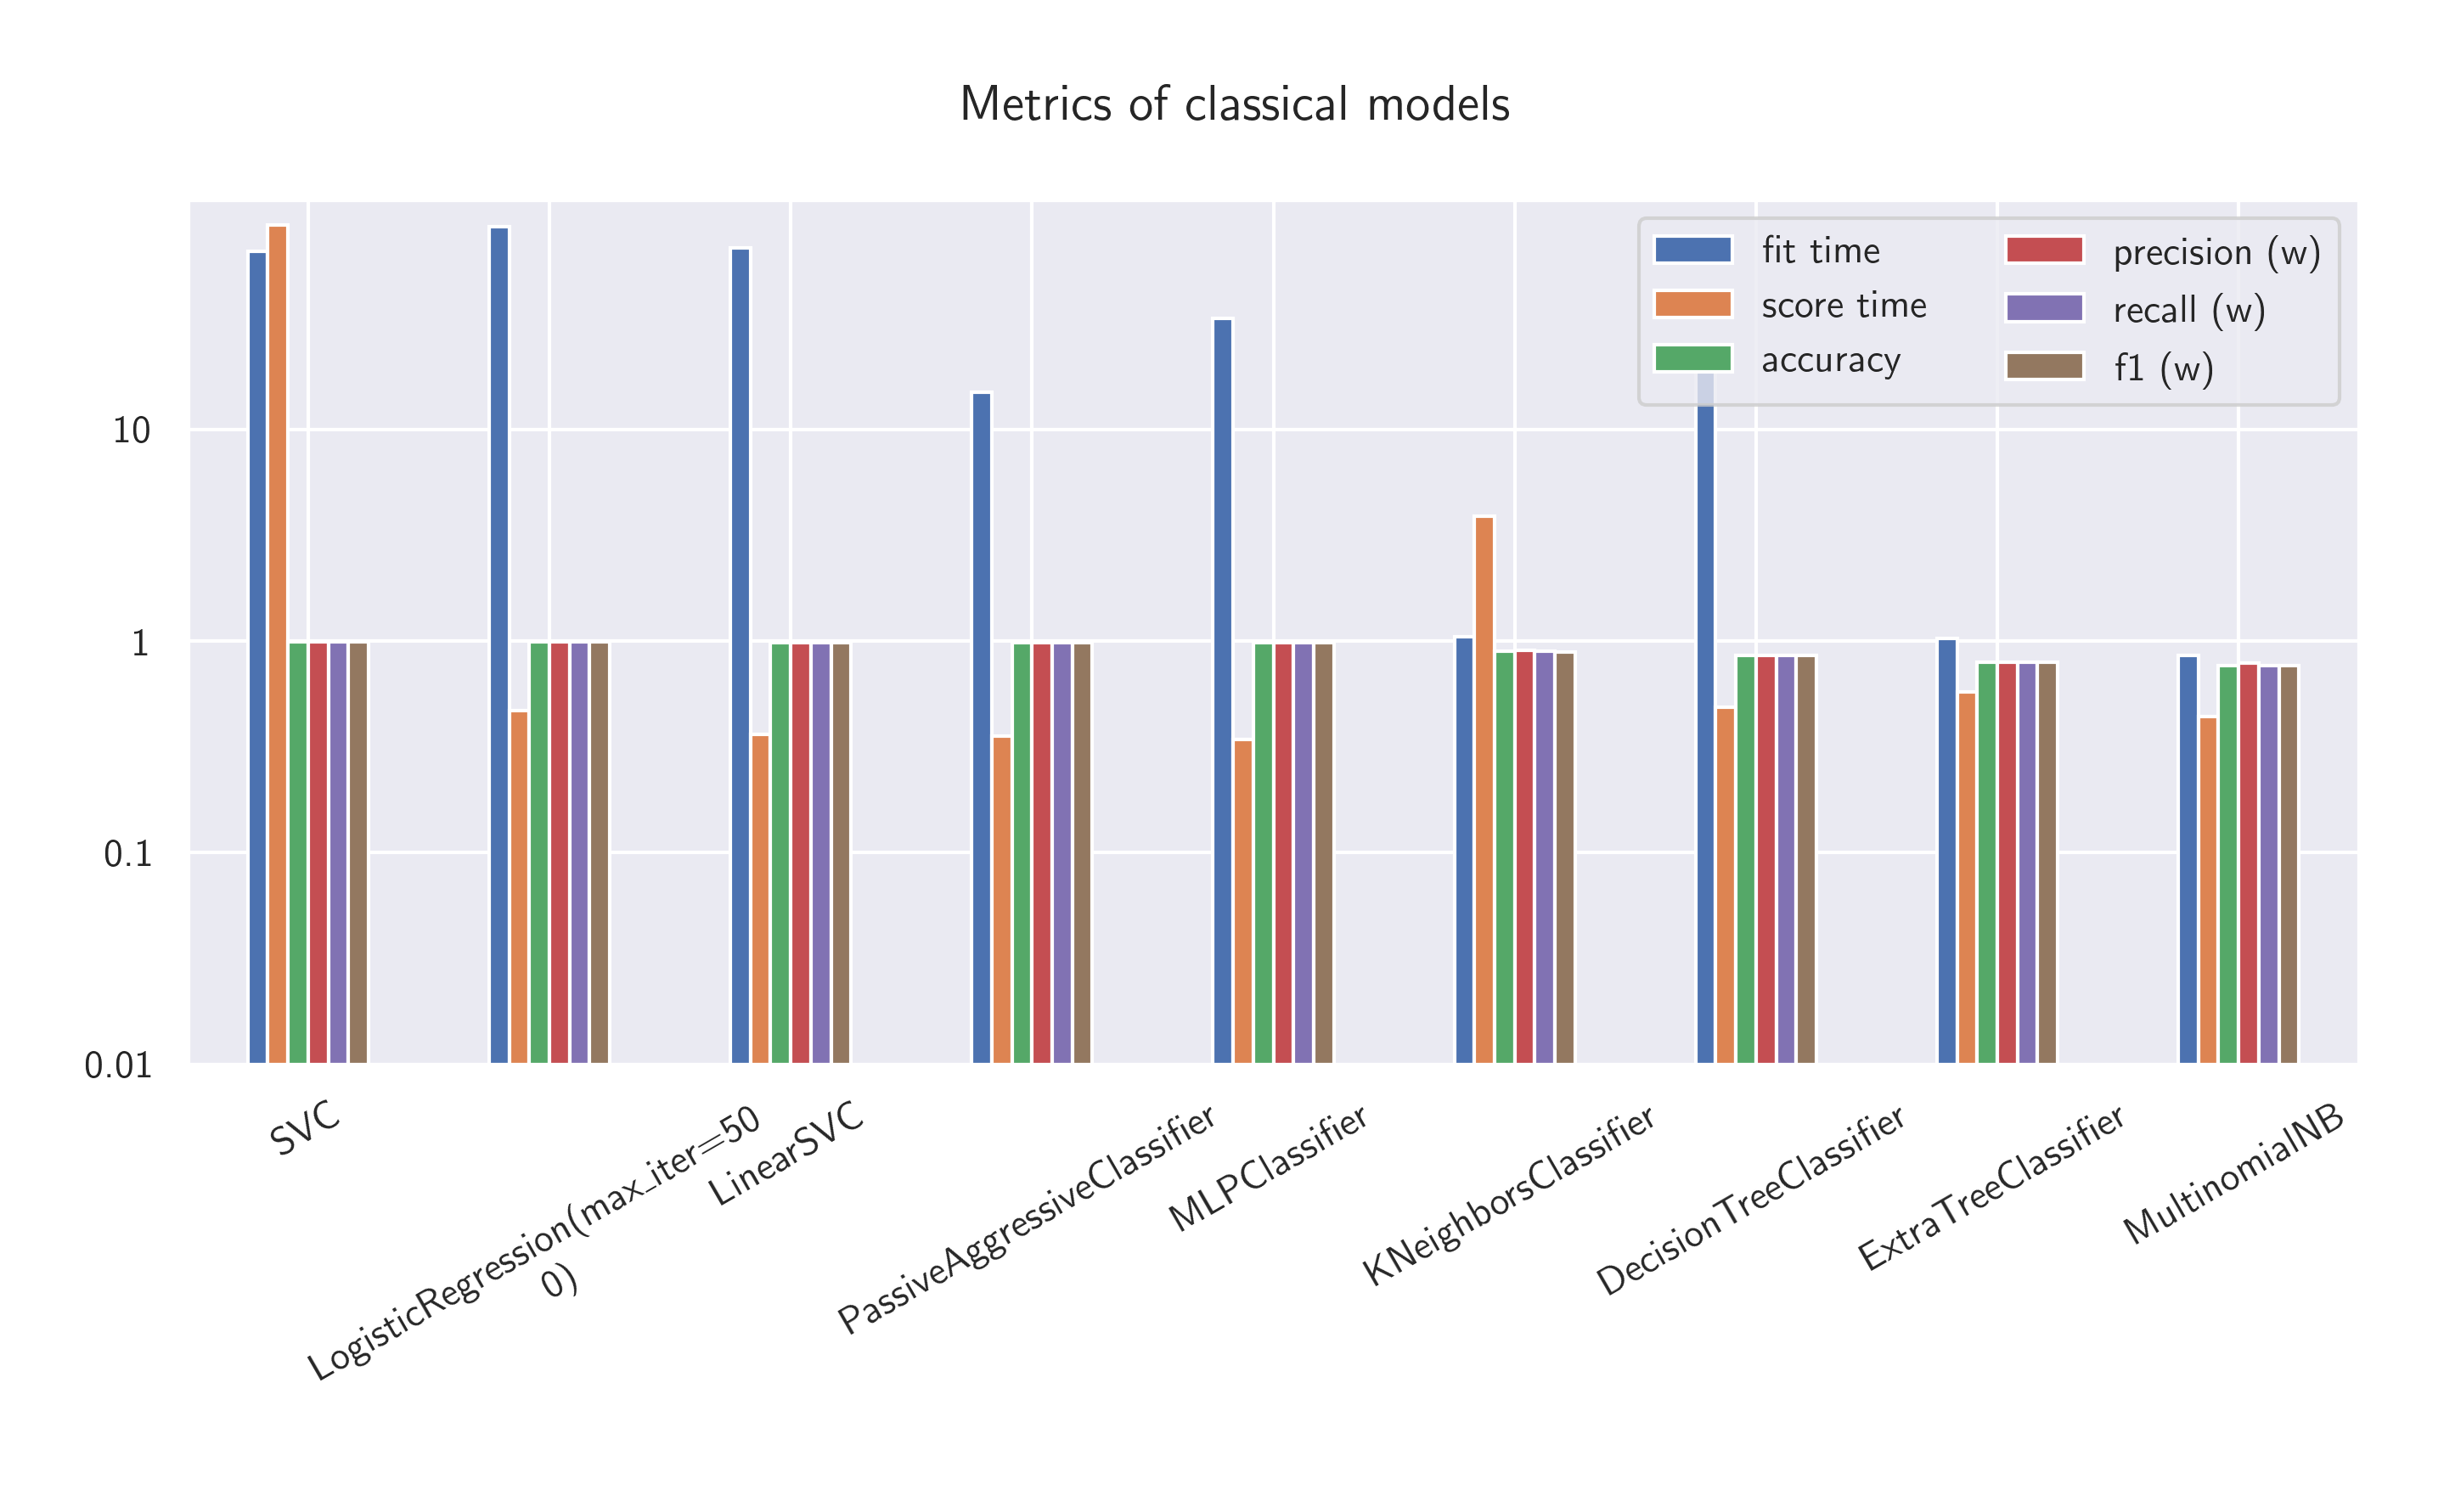 Metrics of classical models
fit time
score time
accuracy
precision (w)
recall (w)
f1 (w)
10
1
0.1
0.01
SVC
LogisticRegression(max_iter=50
0)
LinearSVC
PassiveAggressiveClassifier
MLPClassifier
KNeighborsClassifier
DecisionTreeClassifier
ExtraTreeClassifier
MultinomialNB